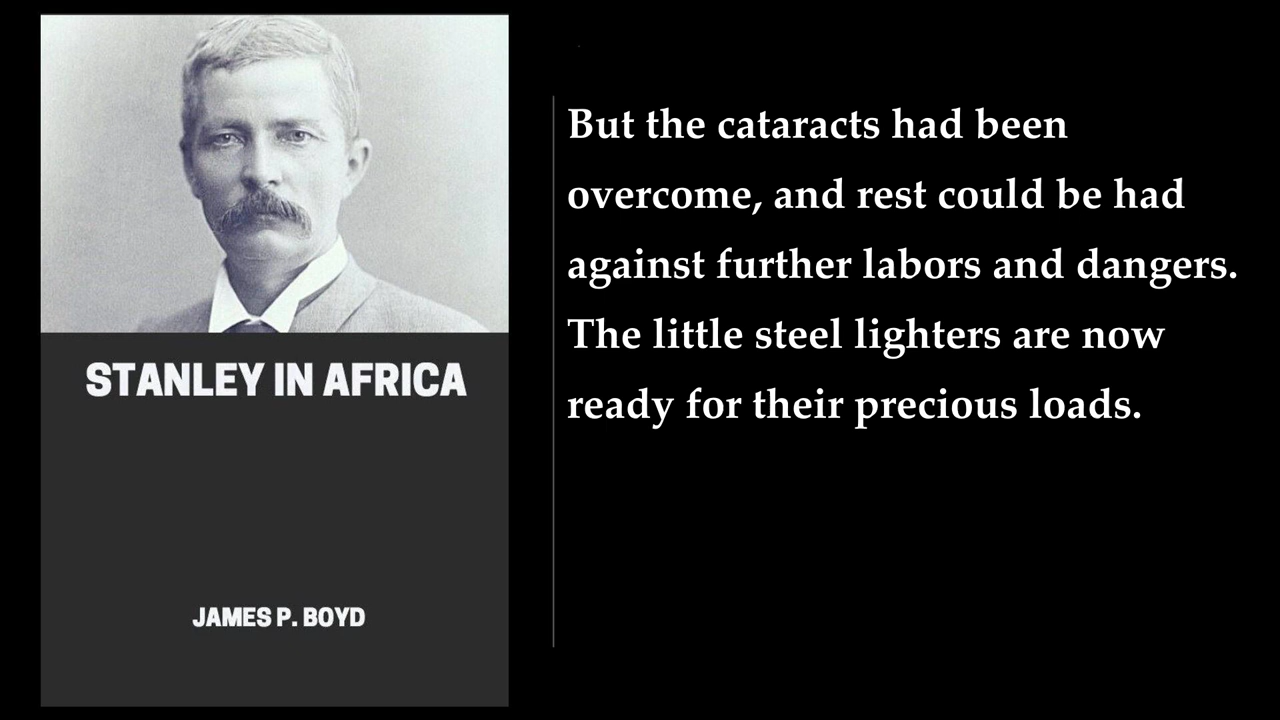 STANLEY IN AFRICA
JAMES P. BOYD
But the cataracts had been
overcome, and rest could be had
against further labors and dangers.
The little steel lighters are now
ready for their precious loads.